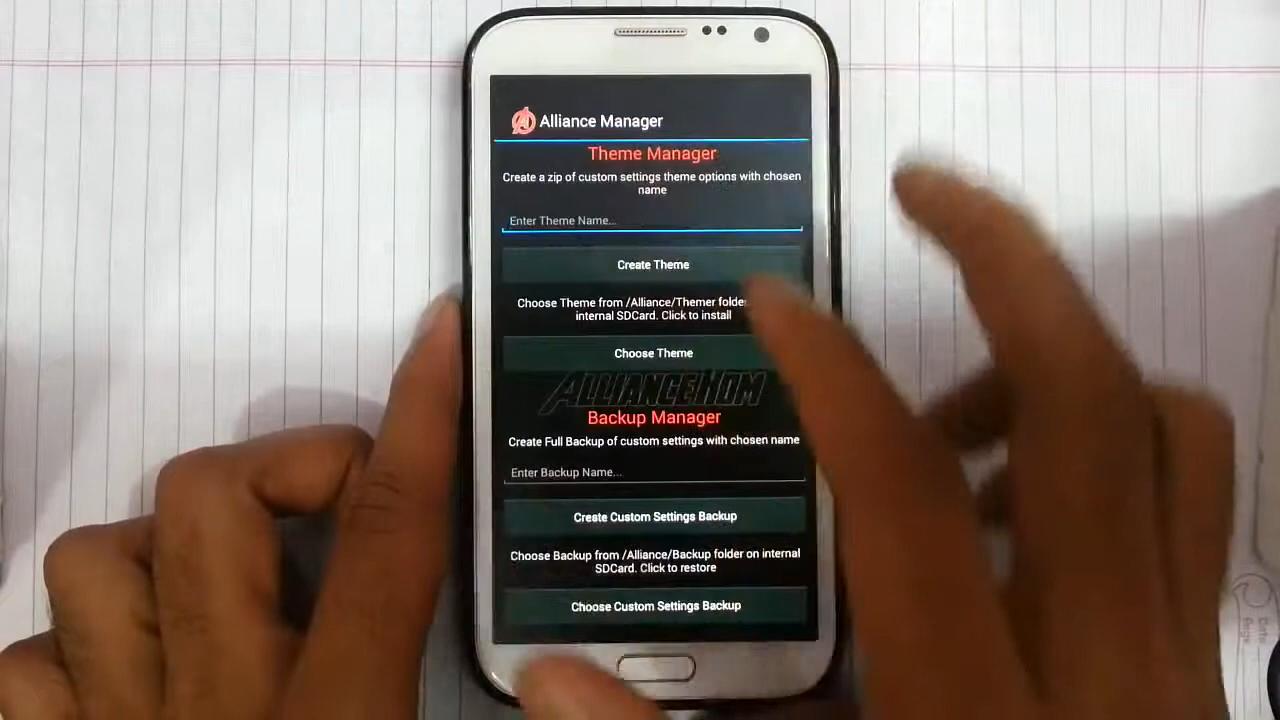 Alliance Manager
Theme Manager
Create a zip of custom settings theme options with chosen
name
Enter Theme Name...
Create Theme
Choose Theme from /Alliance/Themer folder
internal SDCard. Click to install
Choose Theme
ALLIANCEROM
Backup Manager
Create Full Backup of custom settings with chosen name
Enter Backup Name...
Create Custom Settings Backup
Choose Backup from /Alliance/Backup folder on internal
SDCard. Click to restore
Choose Custom Settings Backup
Date
Page